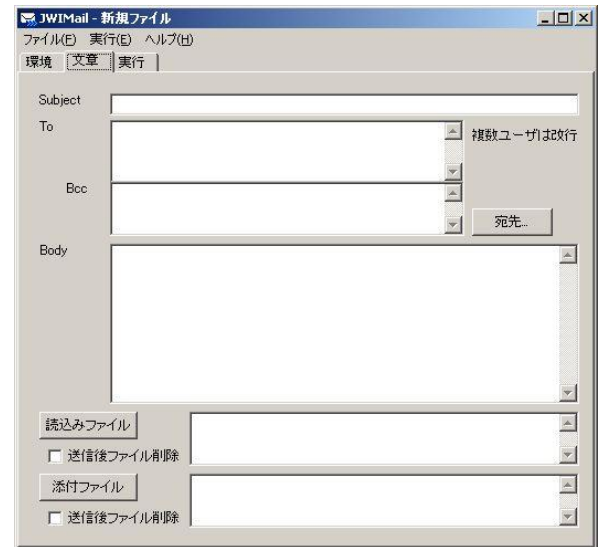 JWIMail - 新規ファイル
ファイル(F) 実行(E) ヘルプ(H)
環境 文章 実行
Subject
To
複数ユーザは改行
Bcc
宛先...
Body
読込みファイル
送信後ファイル削除
添付ファイル
送信後ファイル削除